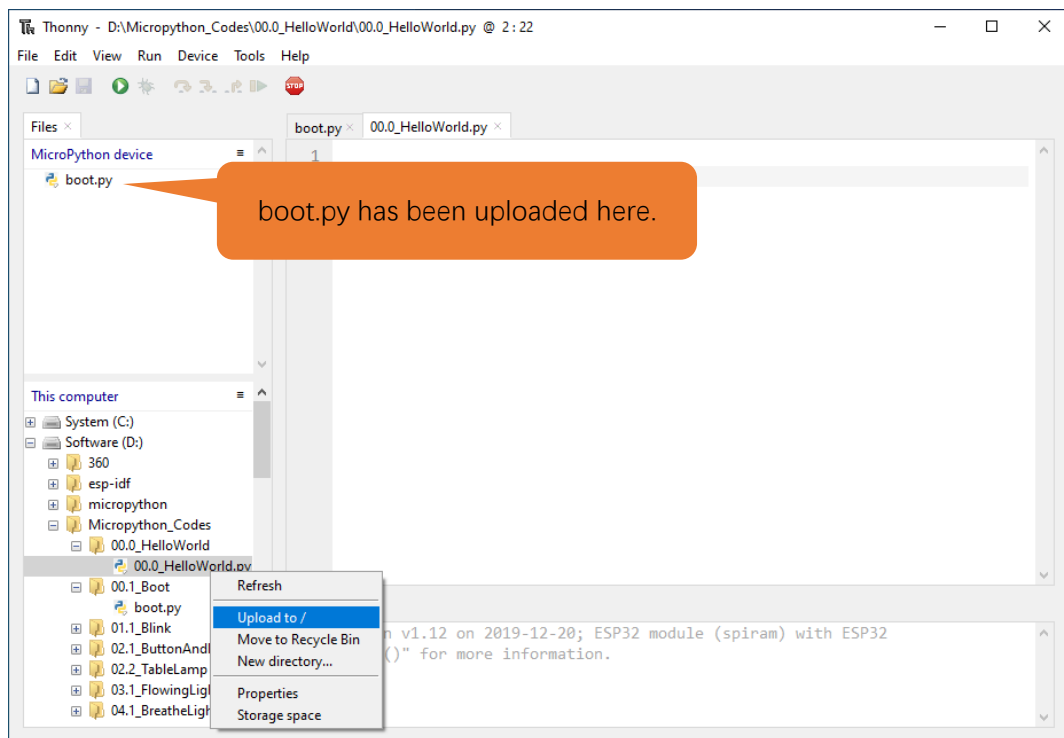 Thonny - D:\Micropython_Codes\00.0_HelloWorld\00.0_HelloWorld.py @ 2:22
File Edit View Run Device Tools Help
STOP
Files
boot.py 00.0_HelloWorld.py
MicroPython device
1
boot.py
boot.py has been uploaded here.
This computer
System (C:)
Software (D:)
360
esp-idf
micropython
Micropython_Codes
00.0_HelloWorld
00.0_HelloWorld.py
00.1_Boot
boot.py
01.1_Blink
02.1_ButtonAnd
02.2_TableLamp
03.1_FlowingLig
04.1_BreatheLig
Refresh
Upload to /
Move to Recycle Bin
New directory...
Properties
Storage space
n v1.12 on 2019-12-20; ESP32 module (spiram) with ESP32
()" for more information.